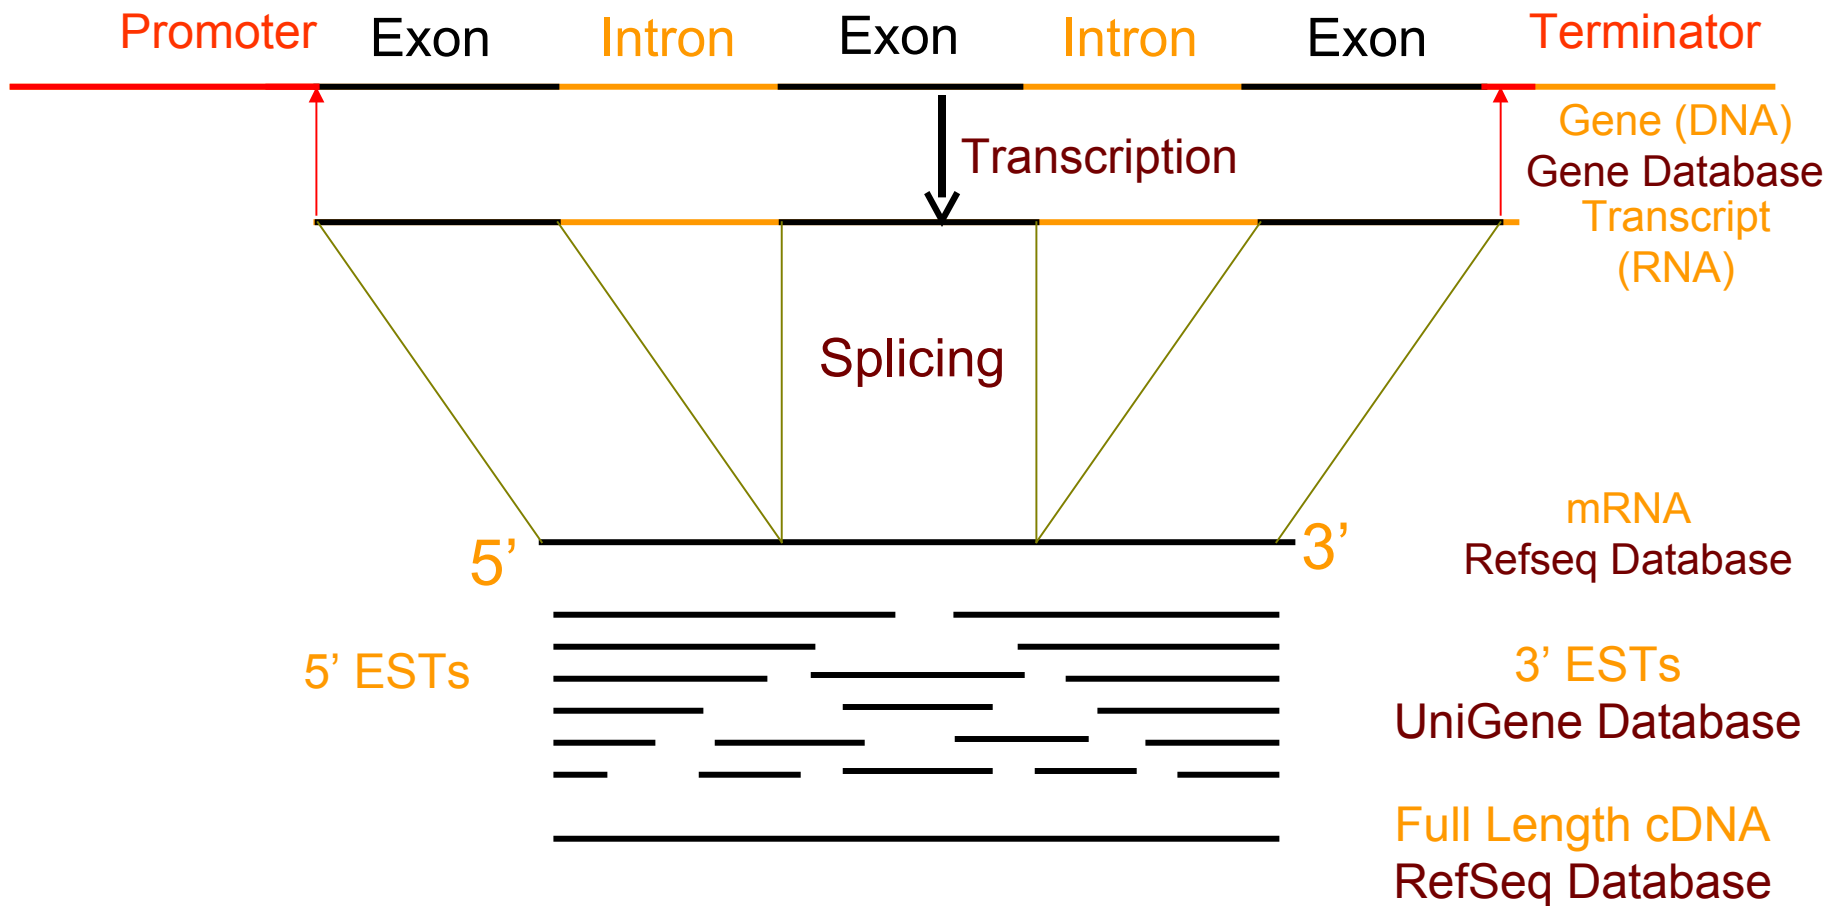 Promoter Exon Intron Exon Intron Exon Terminator
Gene (DNA)
Gene Database
Transcription
Transcript
(RNA)
Splicing
mRNA
Refseq Database
5’ 3’
5’ ESTs
3’ ESTs
UniGene Database
Full Length cDNA
RefSeq Database